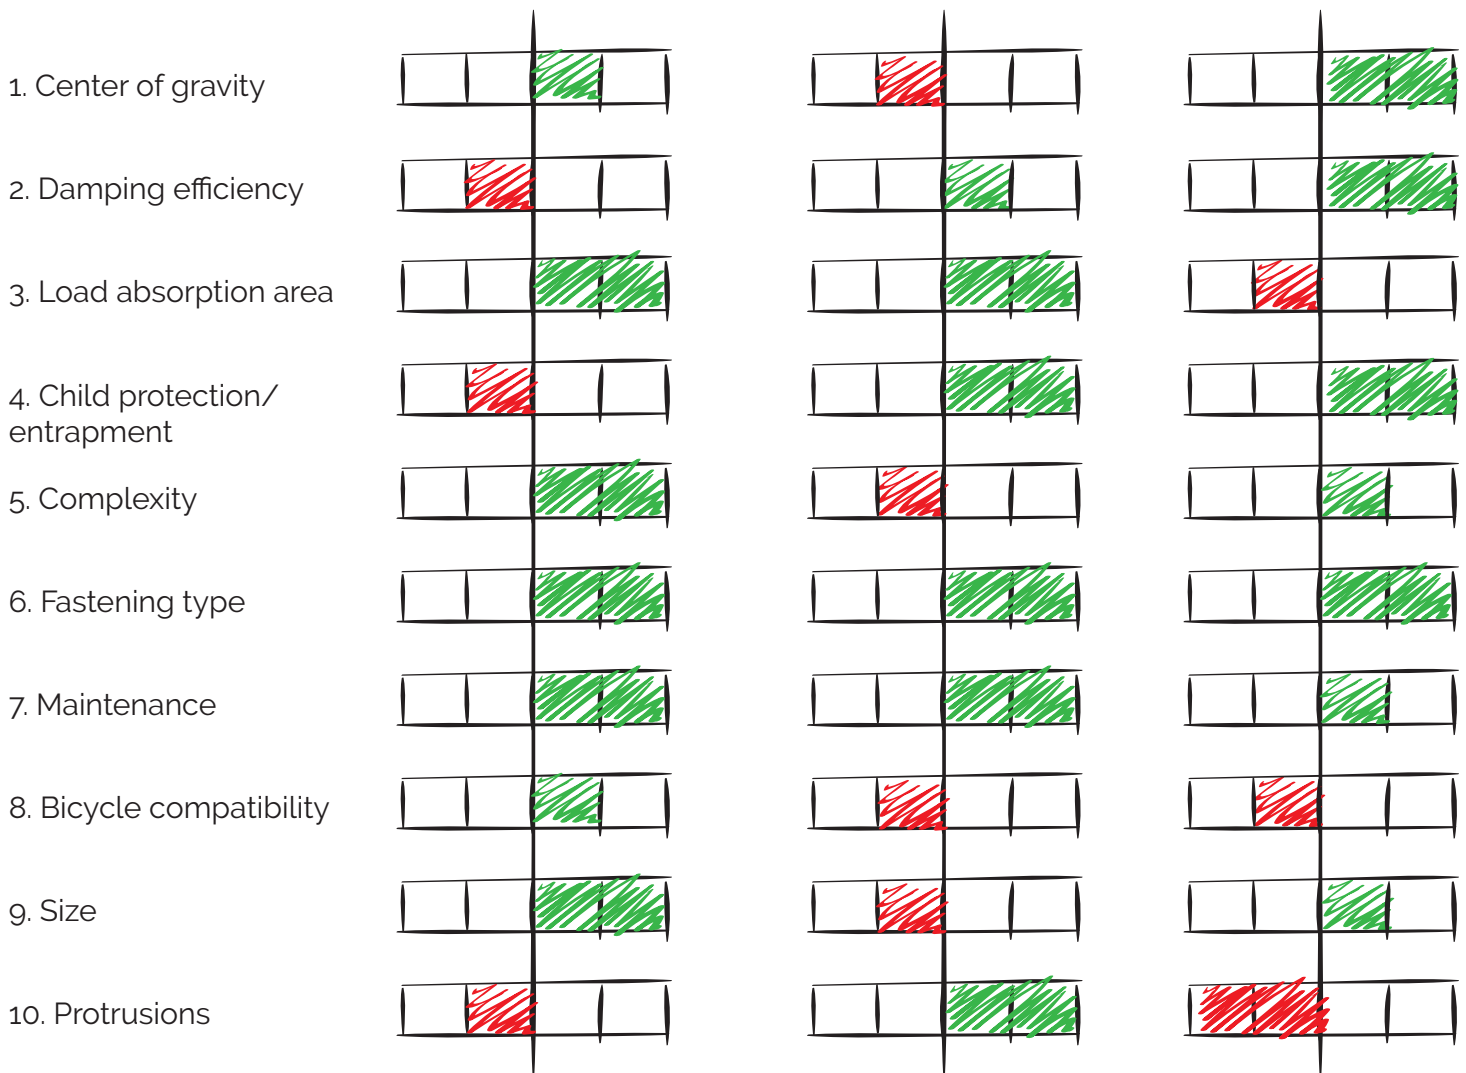 1. Center of gravity
2. Damping efficiency
3. Load absorption area
4. Child protection/
entrapment
5. Complexity
6. Fastening type
7. Maintenance
8. Bicycle compatibility
9. Size
10. Protrusions